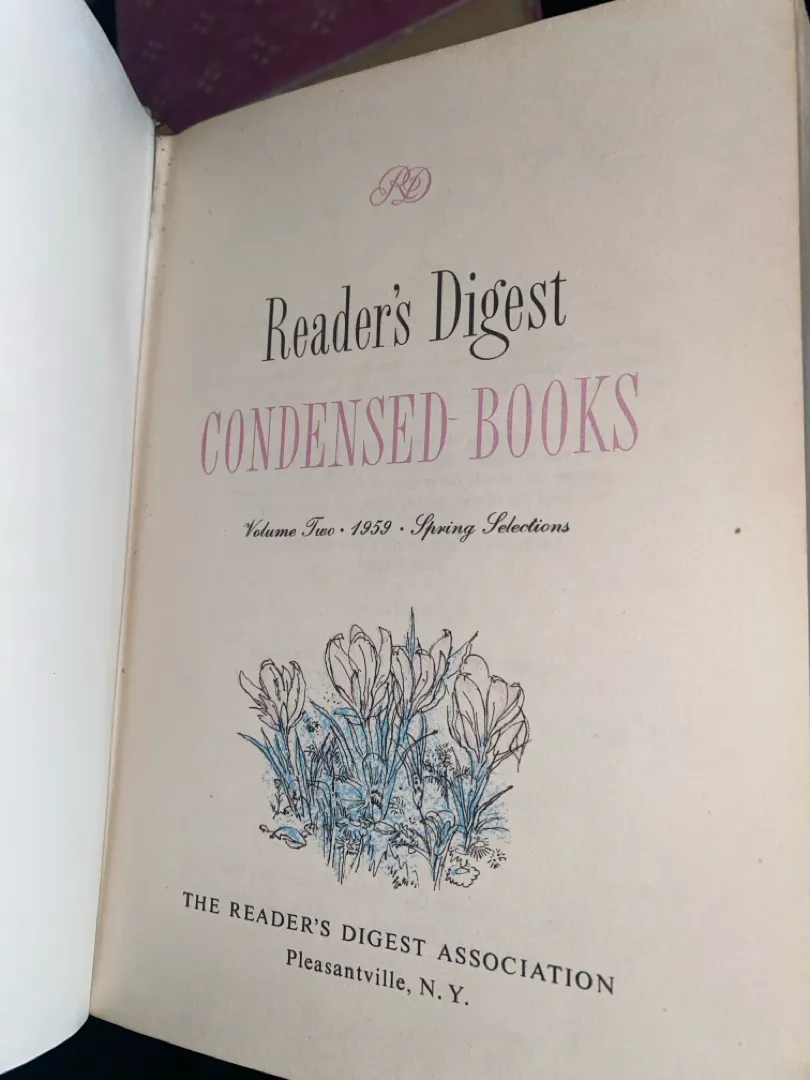 RD
Reader's Digest
CONDENSED BOOKS
Volume Two · 1959 · Spring Selections
THE READER'S DIGEST ASSOCIATION
Pleasantville, N. Y.